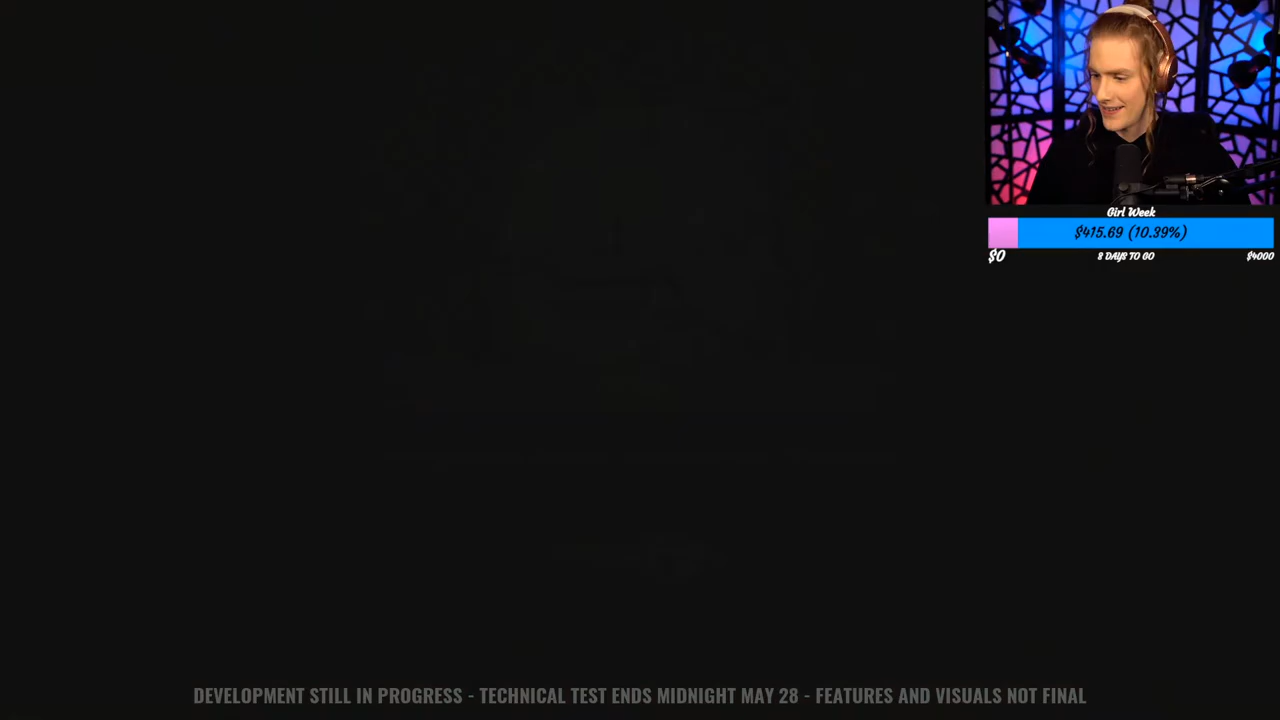 Girl Week
$415.69 (10.39%)
$0 8 DAYS TO GO $4000
DEVELOPMENT STILL IN PROGRESS - TECHNICAL TEST ENDS MIDNIGHT MAY 28 - FEATURES AND VISUALS NOT FINAL